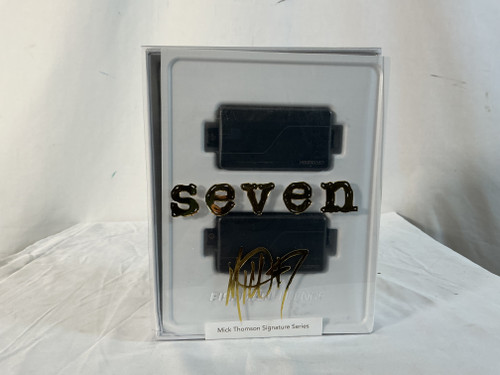 seven
Mick Thomson Signature Series